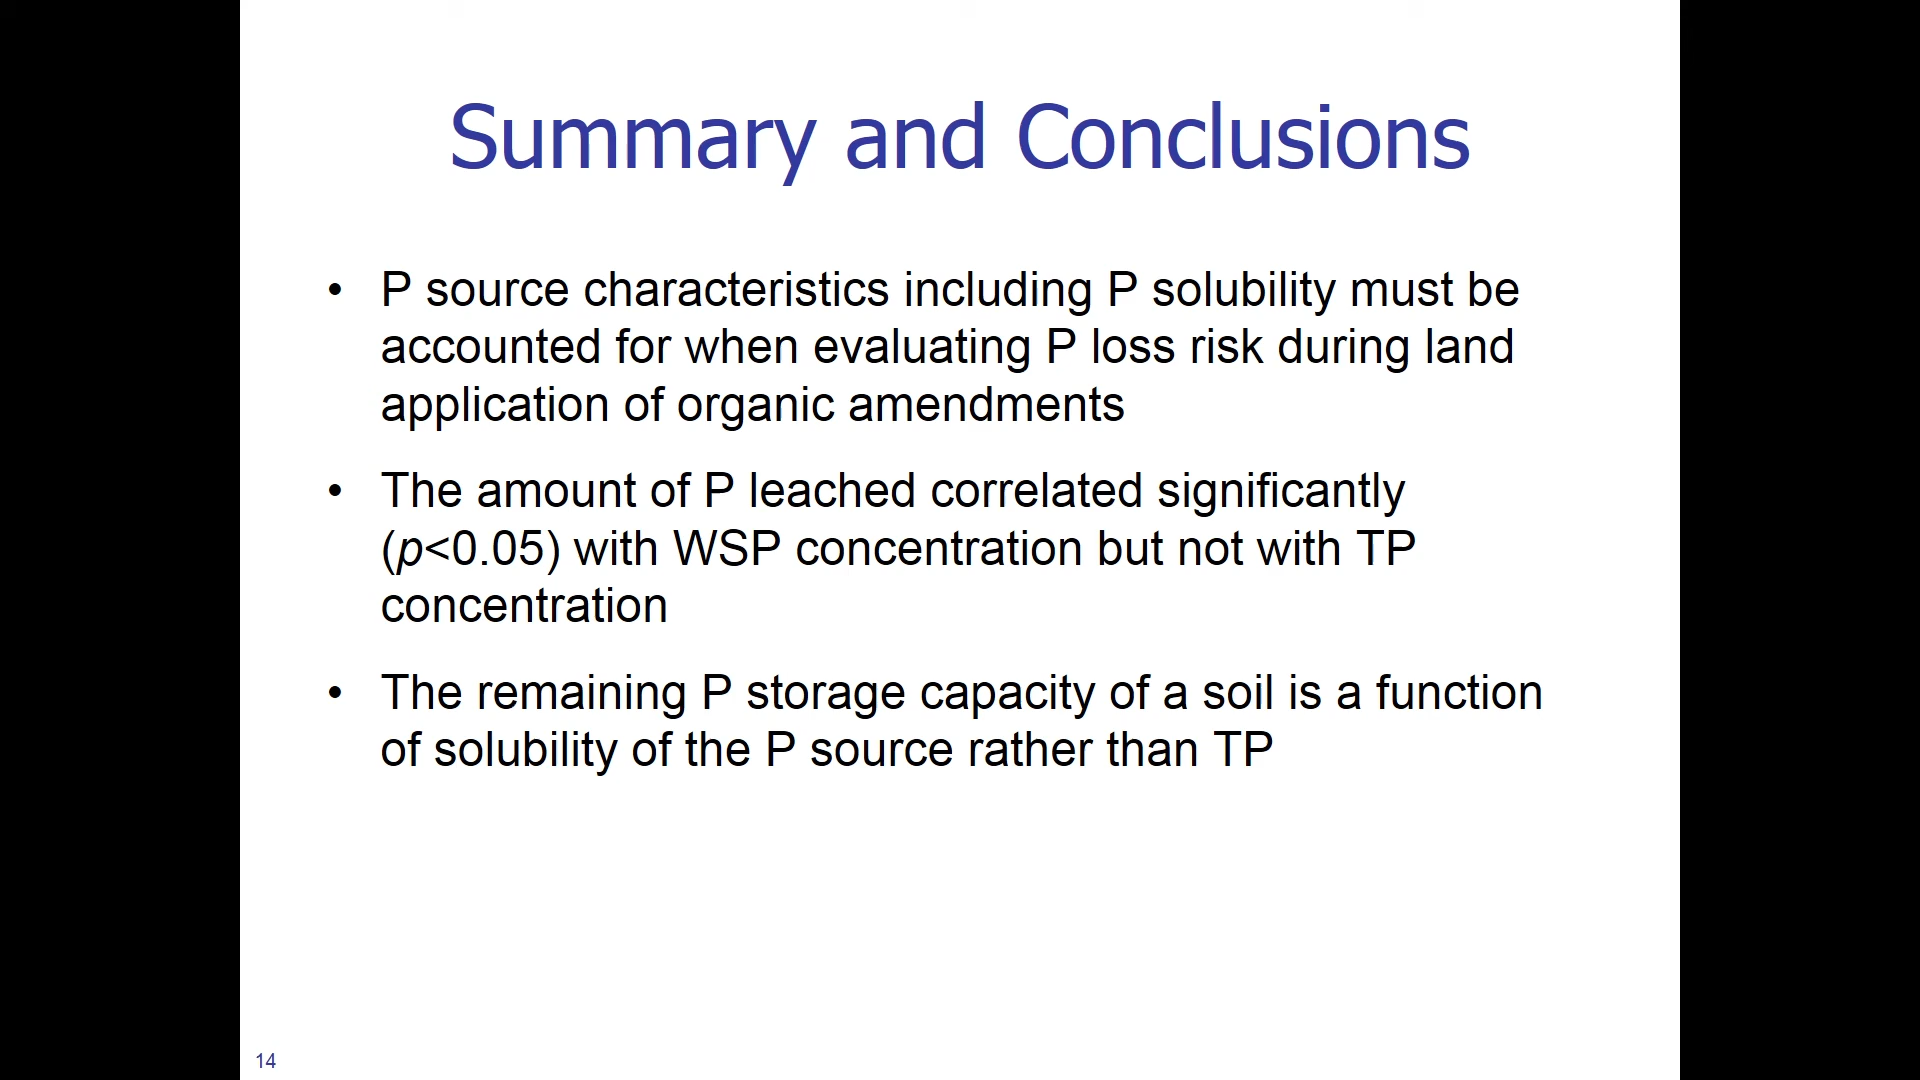 Summary and Conclusions
• P source characteristics including P solubility must be
accounted for when evaluating P loss risk during land
application of organic amendments
• The amount of P leached correlated significantly
(p<0.05) with WSP concentration but not with TP
concentration
• The remaining P storage capacity of a soil is a function
of solubility of the P source rather than TP
14